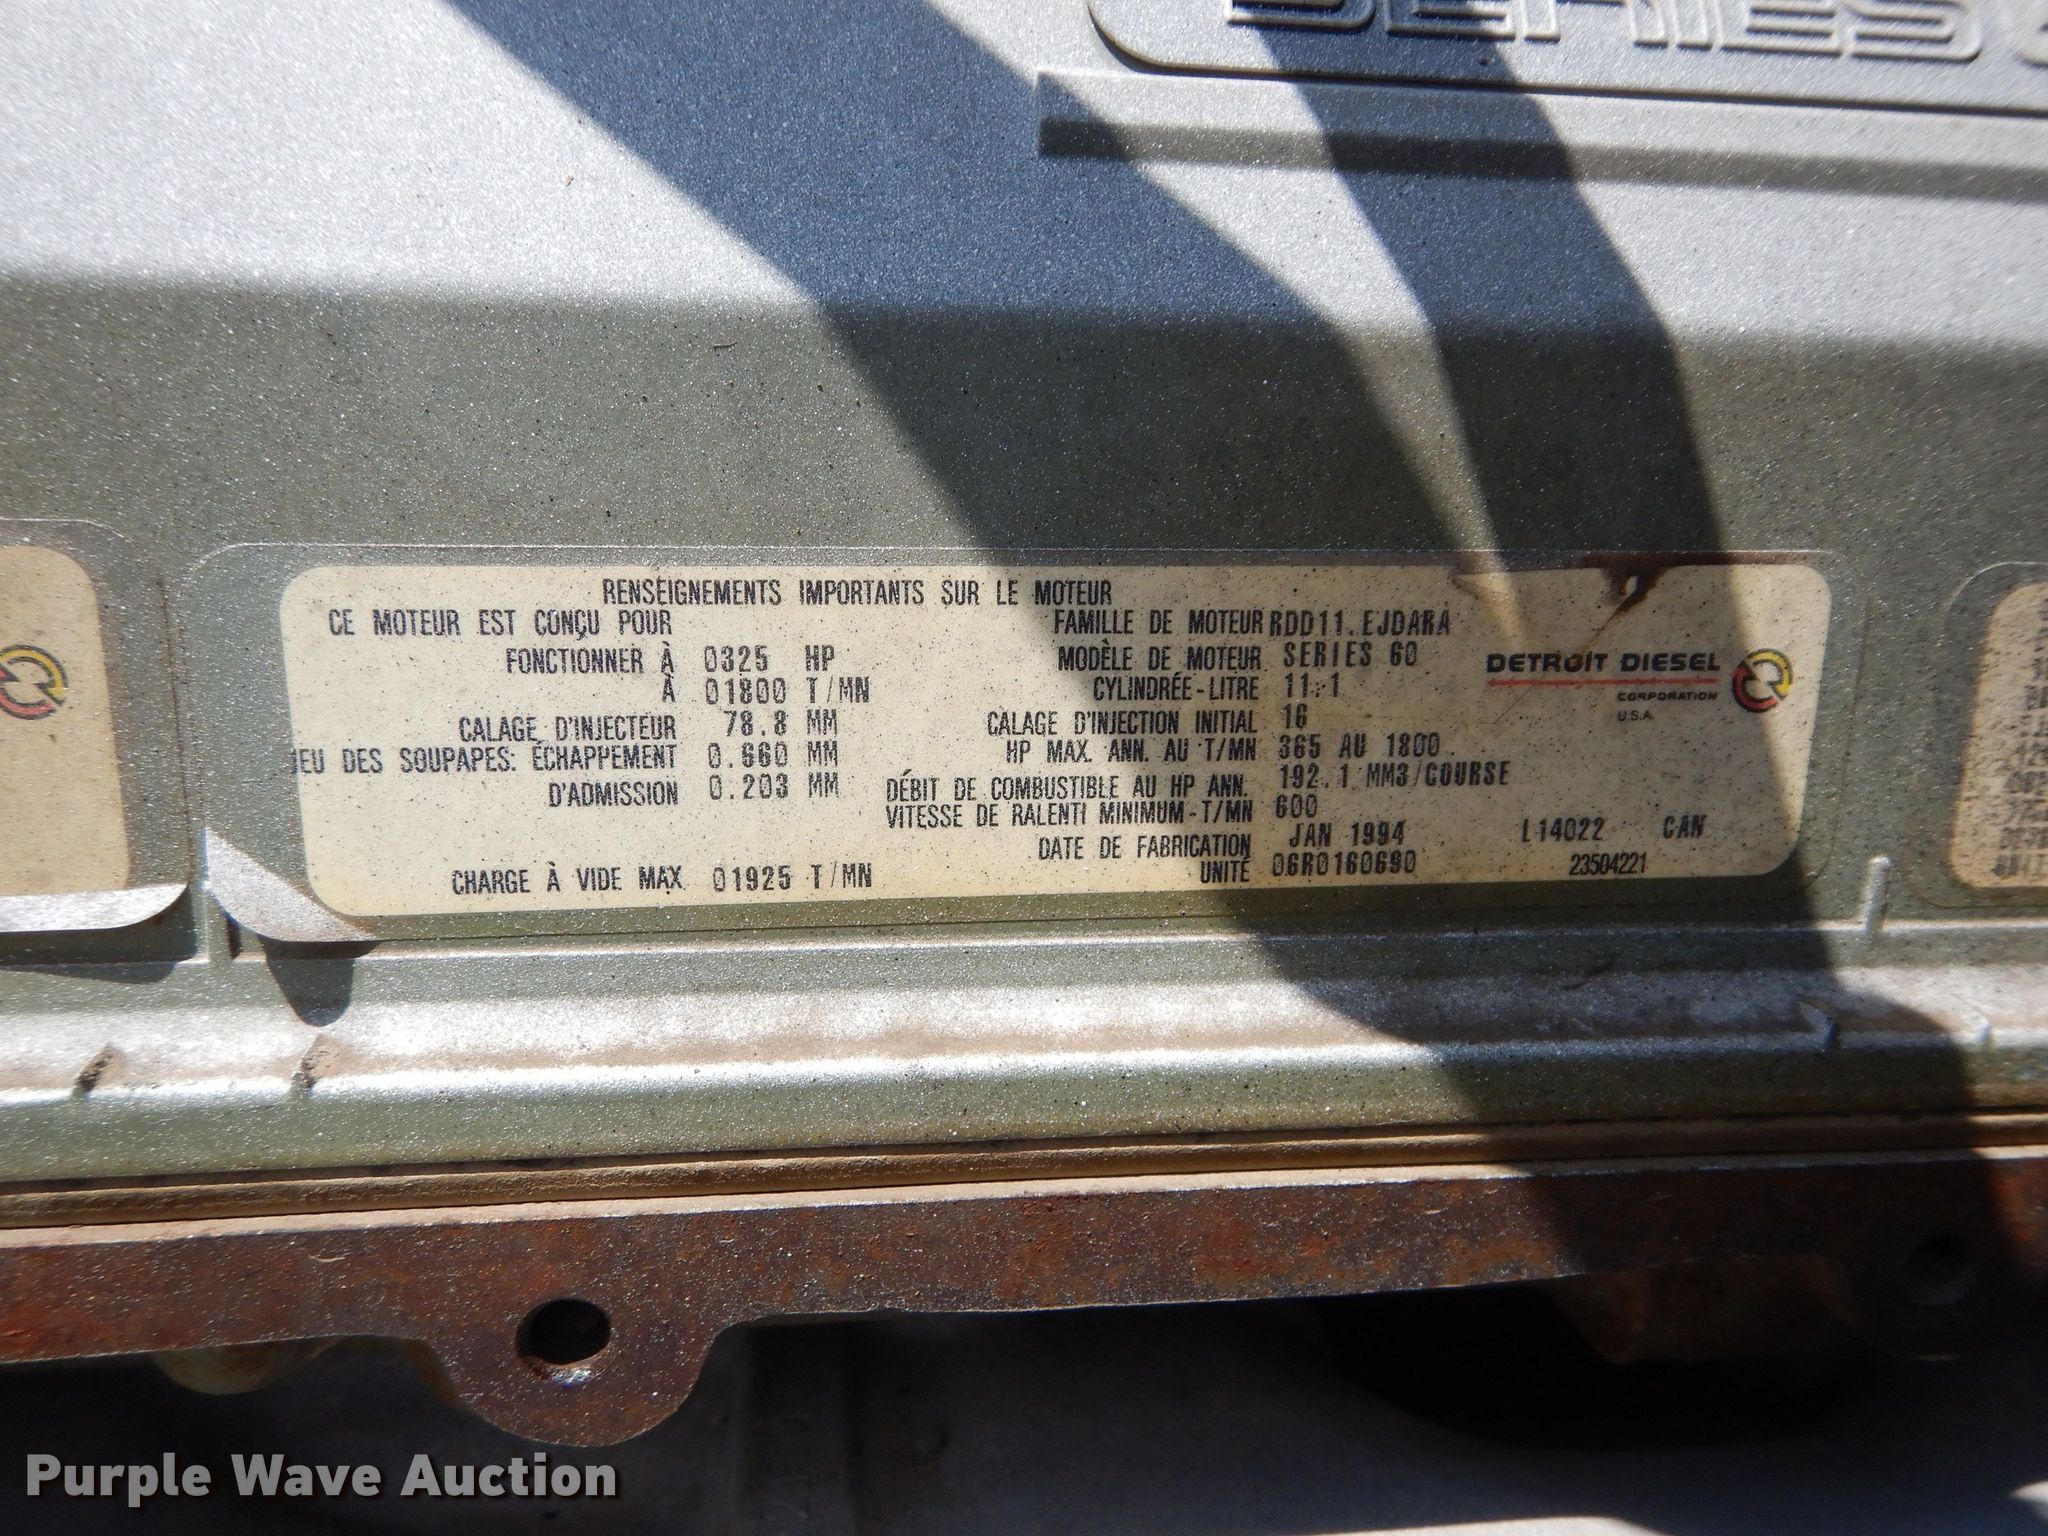 SERIES
RENSEIGNEMENTS IMPORTANTS SUR LE MOTEUR
CE MOTEUR EST CONÇU POUR
FONCTIONNER À 0325 HP
À 01800 T/MN
CALAGE D'INJECTEUR 78.8 MM
JEU DES SOUPAPES: ÉCHAPPEMENT 0.660 MM
D'ADMISSION 0.203 MM
CHARGE À VIDE MAX 01925 T/MN
FAMILLE DE MOTEUR RDD11.EJDARA
MODÈLE DE MOTEUR SERIES 60
CYLINDRÉE-LITRE 11.1
CALAGE D'INJECTION INITIAL 16
HP MAX. ANN. AU T/MN 365 AU 1800
DÉBIT DE COMBUSTIBLE AU HP ANN. 192.1 MM3/COURSE
VITESSE DE RALENTI MINIMUM-T/MN 600
DATE DE FABRICATION JAN 1994 L14022 CAN
UNITÉ 06R0160690 23504221
DETROIT DIESEL
CORPORATION
U.S.A.
Purple Wave Auction